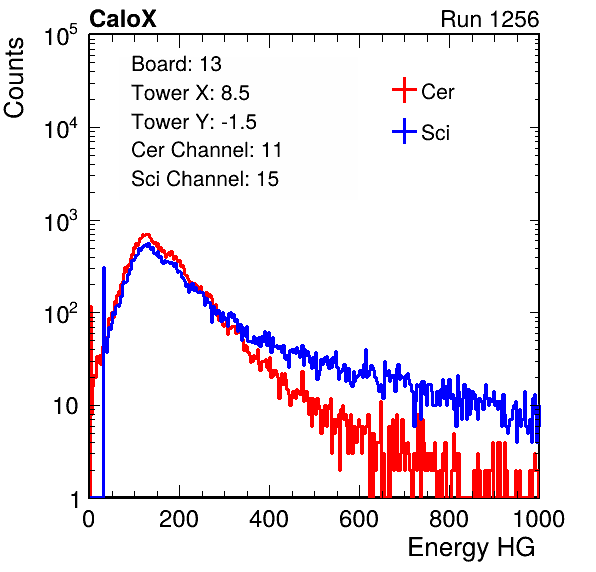 CaloX Run 1256
Counts
Board: 13
Tower X: 8.5
Tower Y: -1.5
Cer Channel: 11
Sci Channel: 15
Cer
Sci
10^5
10^4
10^3
10^2
10
1
0 200 400 600 800 1000
Energy HG